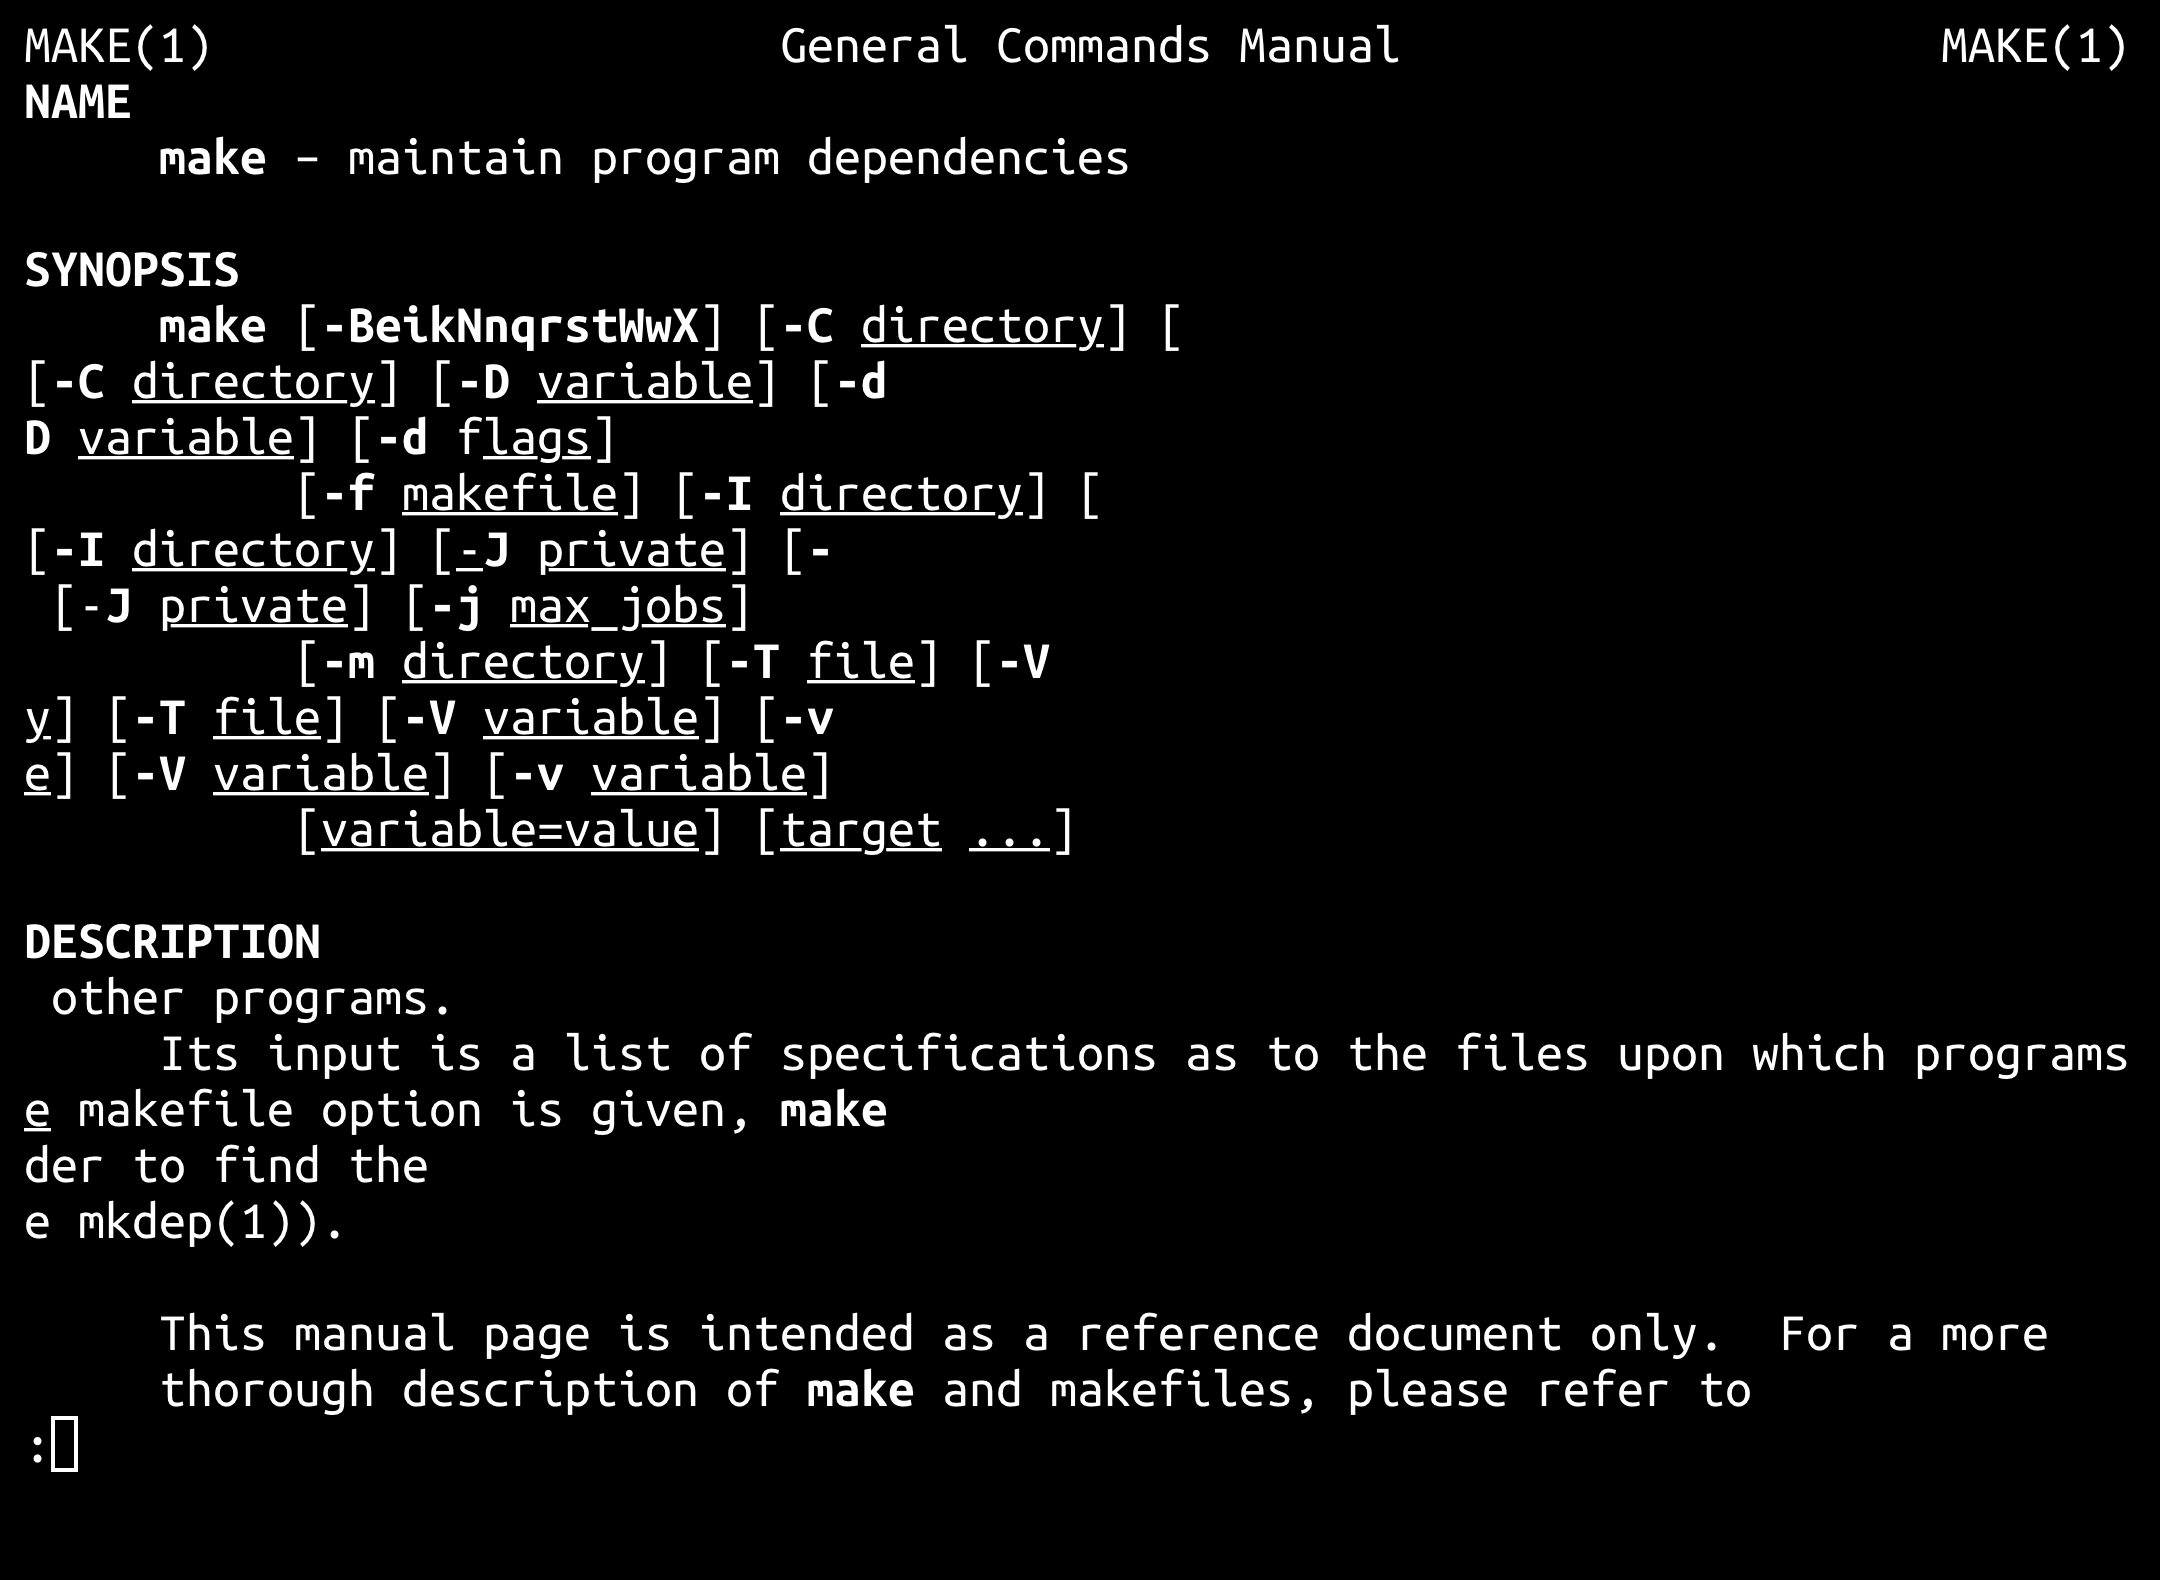 MAKE(1) General Commands Manual MAKE(1)
NAME
make – maintain program dependencies
SYNOPSIS
make [-BeikNnqrstWwX] [-C directory] [
[-C directory] [-D variable] [-d
D variable] [-d flags]
[-f makefile] [-I directory] [
[-I directory] [-J private] [-
[-J private] [-j max_jobs]
[-m directory] [-T file] [-V
y] [-T file] [-V variable] [-v
e] [-V variable] [-v variable]
[variable=value] [target ...]
DESCRIPTION
other programs.
Its input is a list of specifications as to the files upon which programs
e makefile option is given, make
der to find the
e mkdep(1)).
This manual page is intended as a reference document only.  For a more
thorough description of make and makefiles, please refer to
: